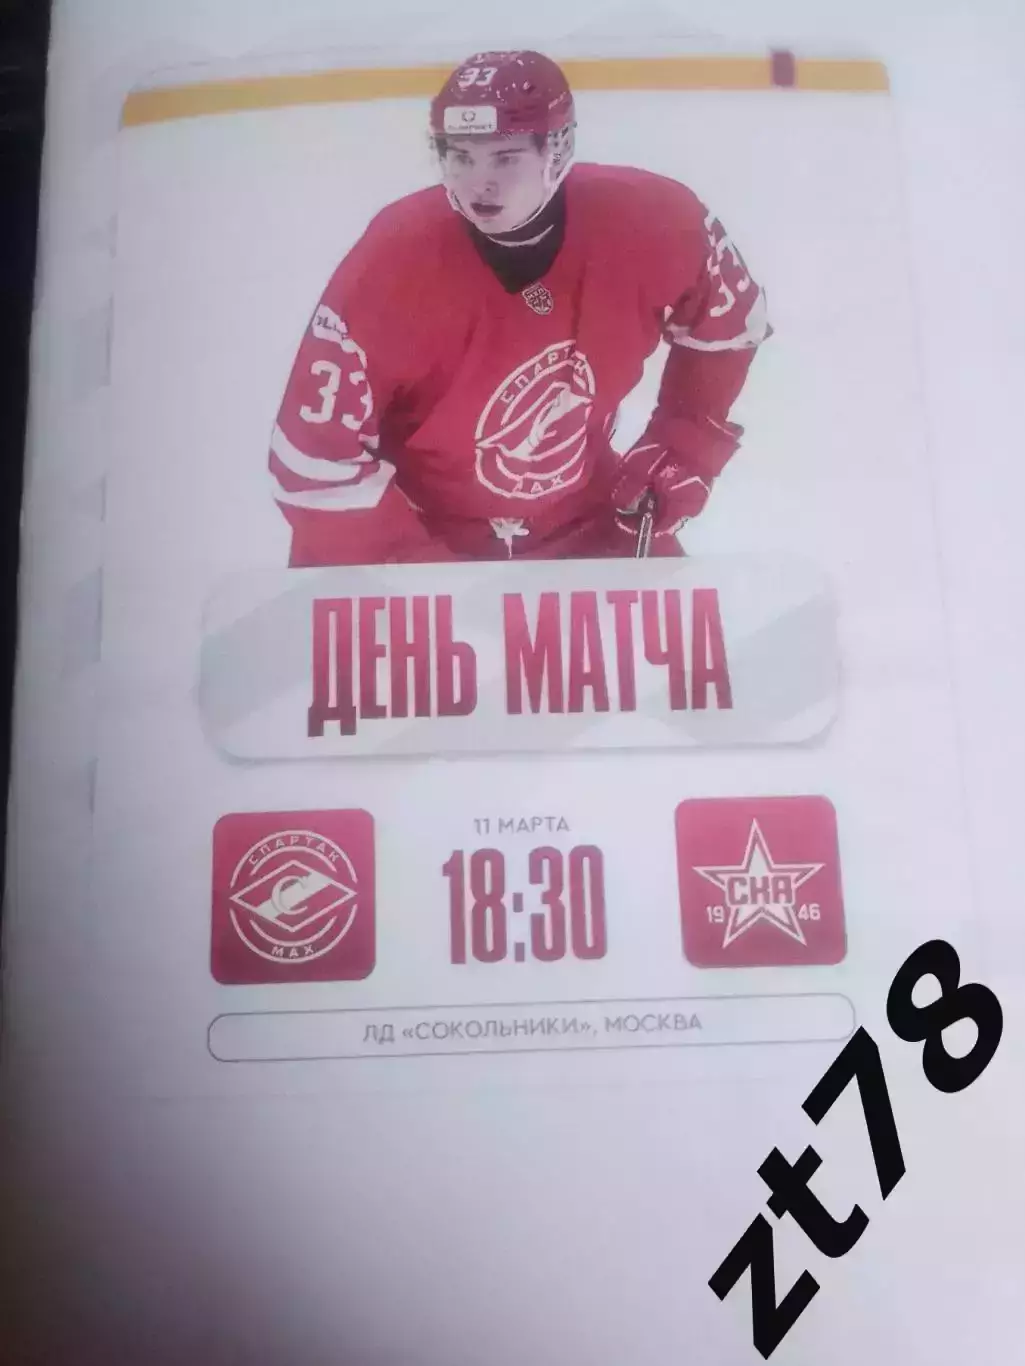 33
33
33
СПАРТАК
МАХ
ДЕНЬ МАТЧА
11 МАРТА
18:30
СПАРТАК
С
МАХ
СКА
19 46
ЛД «СОКОЛЬНИКИ», МОСКВА
zt78